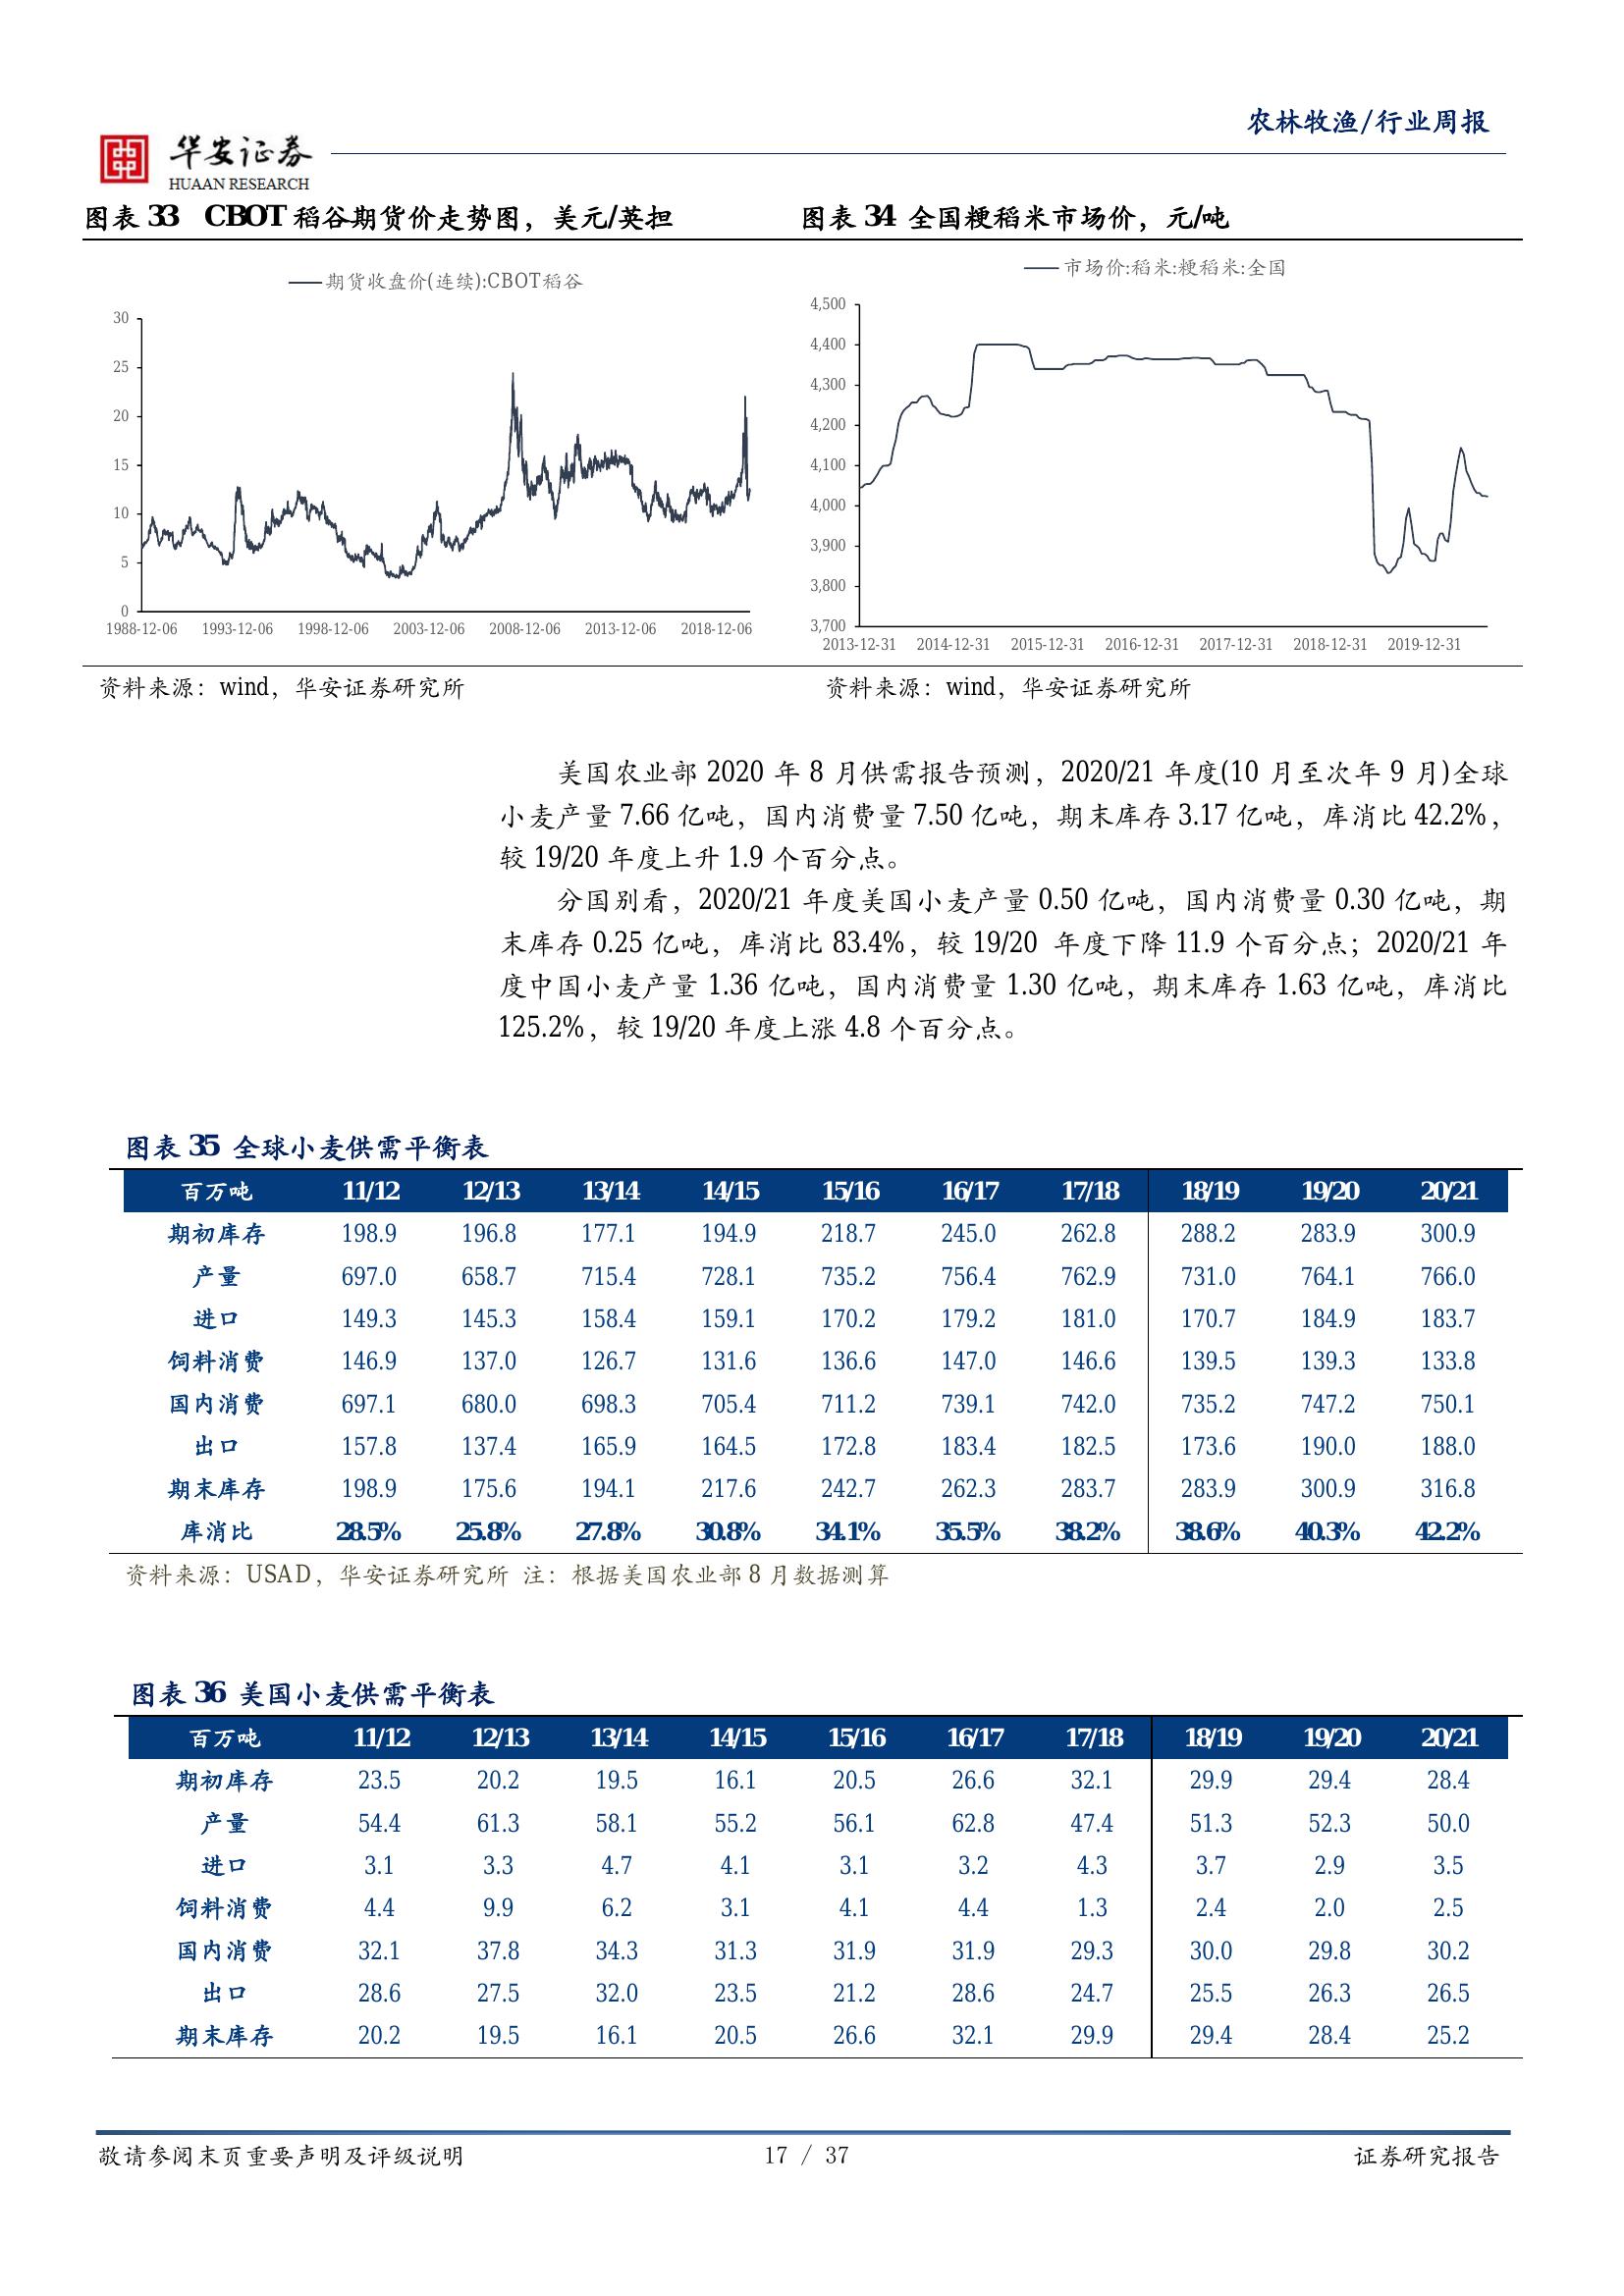 农林牧渔/行业周报
华安证券
HUAAN RESEARCH
图表 33 CBOT 稻谷期货价走势图，美元/英担
图表 34 全国粳稻米市场价，元/吨
期货收盘价(连续):CBOT稻谷
30
25
20
15
10
5
0
1988-12-06 1993-12-06 1998-12-06 2003-12-06 2008-12-06 2013-12-06 2018-12-06
市场价:稻米:粳稻米:全国
4,500
4,400
4,300
4,200
4,100
4,000
3,900
3,800
3,700
2013-12-31 2014-12-31 2015-12-31 2016-12-31 2017-12-31 2018-12-31 2019-12-31
资料来源：wind，华安证券研究所
资料来源：wind，华安证券研究所
美国农业部 2020 年 8 月供需报告预测，2020/21 年度(10 月至次年 9 月)全球
小麦产量 7.66 亿吨，国内消费量 7.50 亿吨，期末库存 3.17 亿吨，库消比 42.2%，
较 19/20 年度上升 1.9 个百分点。
分国别看，2020/21 年度美国小麦产量 0.50 亿吨，国内消费量 0.30 亿吨，期
末库存 0.25 亿吨，库消比 83.4%，较 19/20 年度下降 11.9 个百分点；2020/21 年
度中国小麦产量 1.36 亿吨，国内消费量 1.30 亿吨，期末库存 1.63 亿吨，库消比
125.2%，较 19/20 年度上涨 4.8 个百分点。
图表 35 全球小麦供需平衡表
百万吨 11/12 12/13 13/14 14/15 15/16 16/17 17/18 18/19 19/20 20/21
期初库存 198.9 196.8 177.1 194.9 218.7 245.0 262.8 288.2 283.9 300.9
产量 697.0 658.7 715.4 728.1 735.2 756.4 762.9 731.0 764.1 766.0
进口 149.3 145.3 158.4 159.1 170.2 179.2 181.0 170.7 184.9 183.7
饲料消费 146.9 137.0 126.7 131.6 136.6 147.0 146.6 139.5 139.3 133.8
国内消费 697.1 680.0 698.3 705.4 711.2 739.1 742.0 735.2 747.2 750.1
出口 157.8 137.4 165.9 164.5 172.8 183.4 182.5 173.6 190.0 188.0
期末库存 198.9 175.6 194.1 217.6 242.7 262.3 283.7 283.9 300.9 316.8
库消比 28.5% 25.8% 27.8% 30.8% 34.1% 35.5% 38.2% 38.6% 40.3% 42.2%
资料来源：USAD，华安证券研究所 注：根据美国农业部 8 月数据测算
图表 36 美国小麦供需平衡表
百万吨 11/12 12/13 13/14 14/15 15/16 16/17 17/18 18/19 19/20 20/21
期初库存 23.5 20.2 19.5 16.1 20.5 26.6 32.1 29.9 29.4 28.4
产量 54.4 61.3 58.1 55.2 56.1 62.8 47.4 51.3 52.3 50.0
进口 3.1 3.3 4.7 4.1 3.1 3.2 4.3 3.7 2.9 3.5
饲料消费 4.4 9.9 6.2 3.1 4.1 4.4 1.3 2.4 2.0 2.5
国内消费 32.1 37.8 34.3 31.3 31.9 31.9 29.3 30.0 29.8 30.2
出口 28.6 27.5 32.0 23.5 21.2 28.6 24.7 25.5 26.3 26.5
期末库存 20.2 19.5 16.1 20.5 26.6 32.1 29.9 29.4 28.4 25.2
敬请参阅末页重要声明及评级说明 17 / 37 证券研究报告